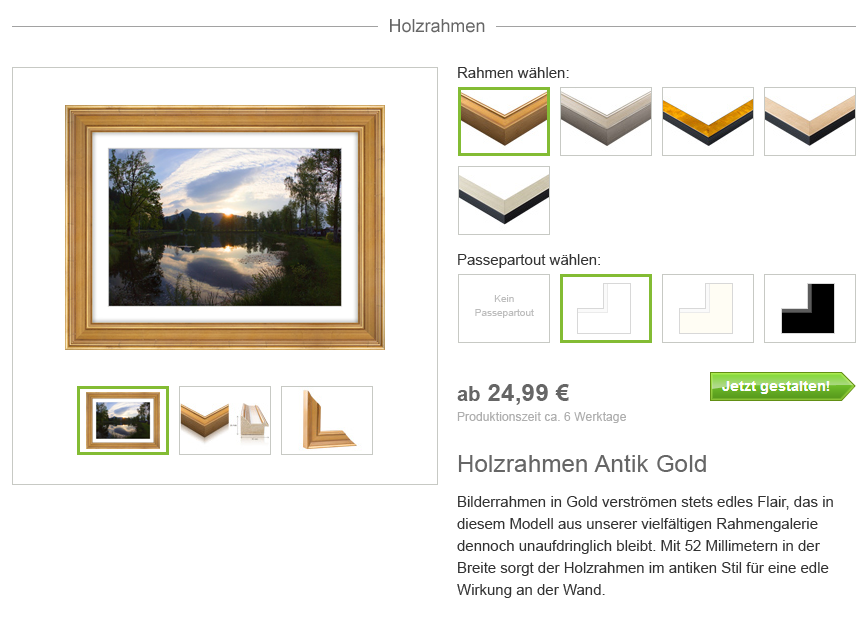 Holzrahmen
Rahmen wählen:
Passepartout wählen:
Kein
Passepartout
ab 24,99 €
Jetzt gestalten!
Produktionszeit ca. 6 Werktage
Holzrahmen Antik Gold
Bilderrahmen in Gold verströmen stets edles Flair, das in
diesem Modell aus unserer vielfältigen Rahmengalerie
dennoch unaufdringlich bleibt. Mit 52 Millimetern in der
Breite sorgt der Holzrahmen im antiken Stil für eine edle
Wirkung an der Wand.